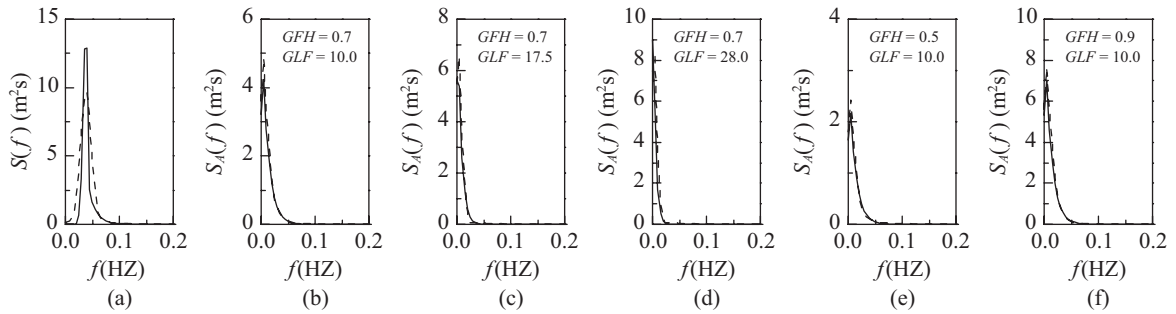 15
10
5
0
0.0 0.1 0.2
S(f) (m²s)
f(HZ)
(a)
6
4
2
0
0.0 0.1 0.2
S_A(f) (m²s)
GFH = 0.7
GLF = 10.0
f(HZ)
(b)
8
6
4
2
0
0.0 0.1 0.2
S_A(f) (m²s)
GFH = 0.7
GLF = 17.5
f(HZ)
(c)
10
8
6
4
2
0
0.0 0.1 0.2
S_A(f) (m²s)
GFH = 0.7
GLF = 28.0
f(HZ)
(d)
4
2
0
0.0 0.1 0.2
S_A(f) (m²s)
GFH = 0.5
GLF = 10.0
f(HZ)
(e)
10
8
6
4
2
0
0.0 0.1 0.2
S_A(f) (m²s)
GFH = 0.9
GLF = 10.0
f(HZ)
(f)